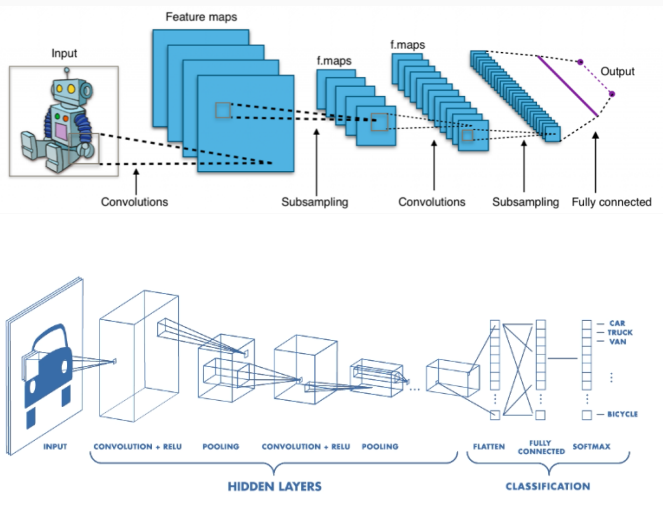 Feature maps
Input
f.maps
f.maps
Output
Convolutions
Subsampling
Convolutions
Subsampling
Fully connected
CAR
TRUCK
VAN
BICYCLE
INPUT
CONVOLUTION + RELU
POOLING
CONVOLUTION + RELU
POOLING
FLATTEN
FULLY
CONNECTED
SOFTMAX
HIDDEN LAYERS
CLASSIFICATION